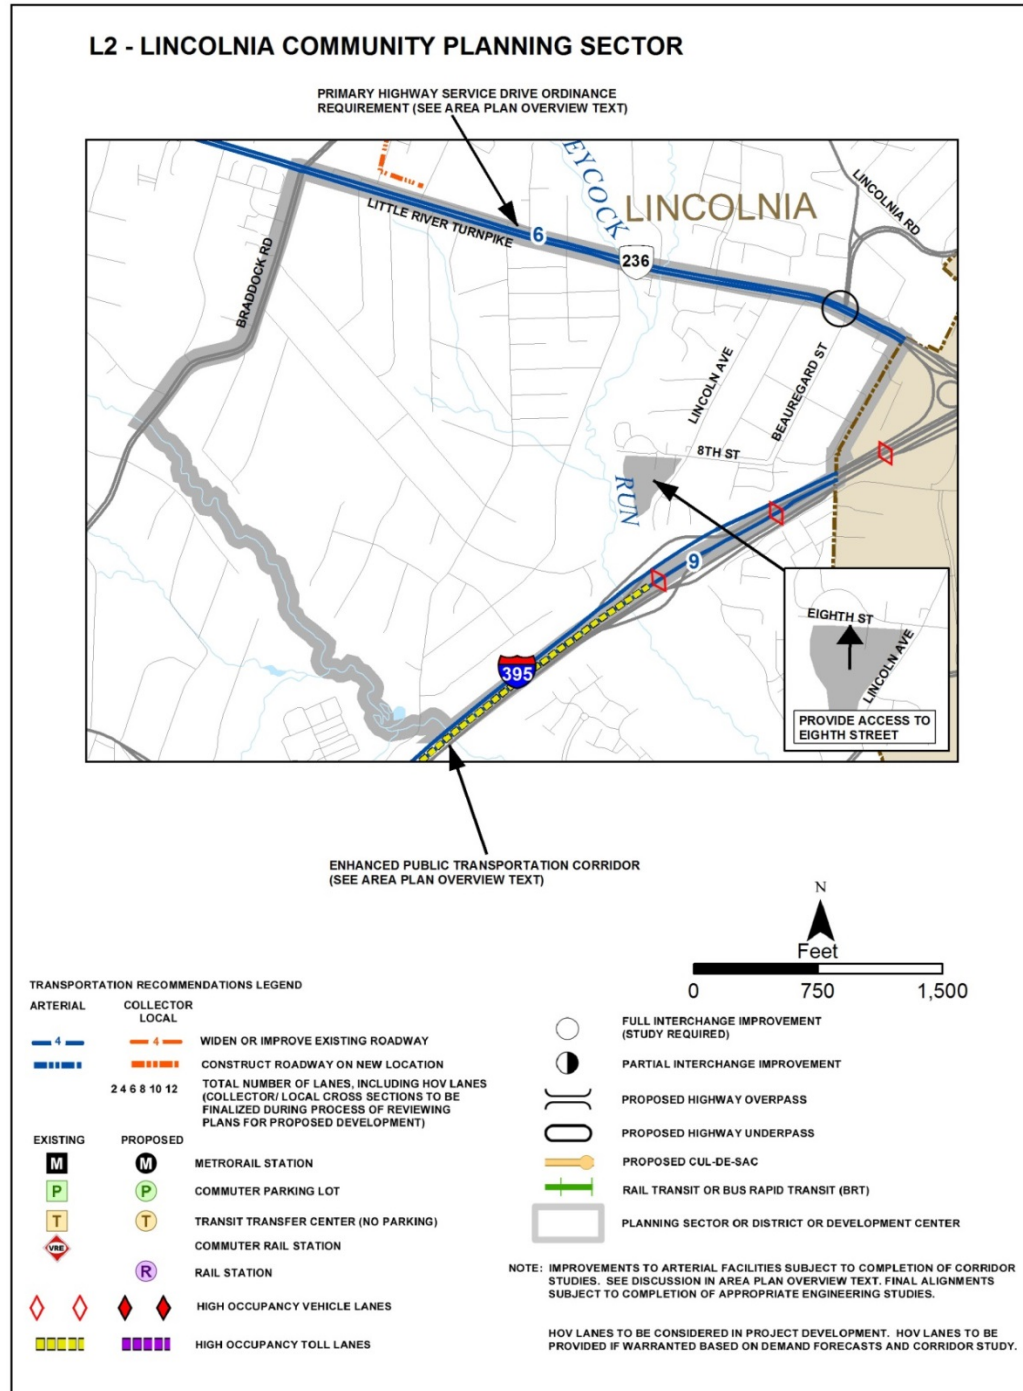 L2 - LINCOLNIA COMMUNITY PLANNING SECTOR
PRIMARY HIGHWAY SERVICE DRIVE ORDINANCE
REQUIREMENT (SEE AREA PLAN OVERVIEW TEXT)
EYCOCK
LINCOLNIA
LINCOLNIA RD
LITTLE RIVER TURNPIKE
6
236
BRADDOCK RD
LINCOLN AVE
BEAUREGARD ST
8TH ST
RUN
9
395
EIGHTH ST
LINCOLN AVE
PROVIDE ACCESS TO
EIGHTH STREET
ENHANCED PUBLIC TRANSPORTATION CORRIDOR
(SEE AREA PLAN OVERVIEW TEXT)
N
Feet
0 750 1,500
TRANSPORTATION RECOMMENDATIONS LEGEND
ARTERIAL COLLECTOR
LOCAL
4 4 WIDEN OR IMPROVE EXISTING ROADWAY
CONSTRUCT ROADWAY ON NEW LOCATION
2 4 6 8 10 12 TOTAL NUMBER OF LANES, INCLUDING HOV LANES
(COLLECTOR/ LOCAL CROSS SECTIONS TO BE
FINALIZED DURING PROCESS OF REVIEWING
PLANS FOR PROPOSED DEVELOPMENT)
EXISTING PROPOSED
M M METRORAIL STATION
P P COMMUTER PARKING LOT
T T TRANSIT TRANSFER CENTER (NO PARKING)
VRE COMMUTER RAIL STATION
R RAIL STATION
HIGH OCCUPANCY VEHICLE LANES
HIGH OCCUPANCY TOLL LANES
FULL INTERCHANGE IMPROVEMENT
(STUDY REQUIRED)
PARTIAL INTERCHANGE IMPROVEMENT
PROPOSED HIGHWAY OVERPASS
PROPOSED HIGHWAY UNDERPASS
PROPOSED CUL-DE-SAC
RAIL TRANSIT OR BUS RAPID TRANSIT (BRT)
PLANNING SECTOR OR DISTRICT OR DEVELOPMENT CENTER
NOTE: IMPROVEMENTS TO ARTERIAL FACILITIES SUBJECT TO COMPLETION OF CORRIDOR
STUDIES. SEE DISCUSSION IN AREA PLAN OVERVIEW TEXT. FINAL ALIGNMENTS
SUBJECT TO COMPLETION OF APPROPRIATE ENGINEERING STUDIES.
HOV LANES TO BE CONSIDERED IN PROJECT DEVELOPMENT. HOV LANES TO BE
PROVIDED IF WARRANTED BASED ON DEMAND FORECASTS AND CORRIDOR STUDY.